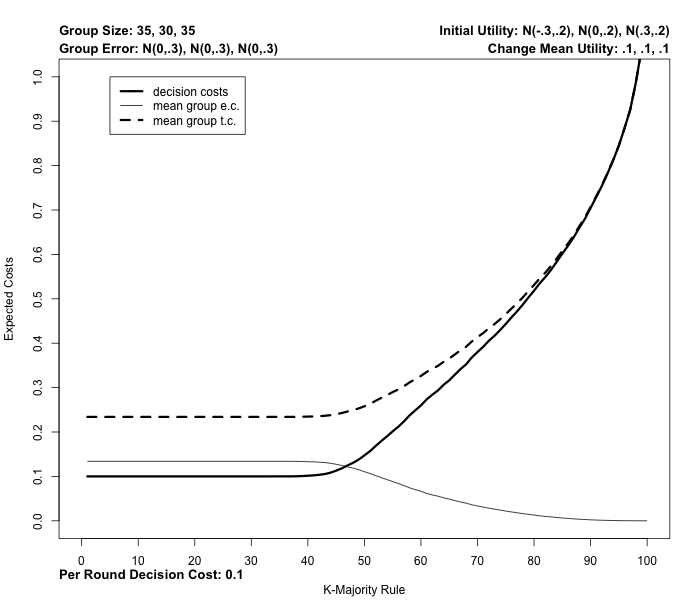 Group Size: 35, 30, 35
Initial Utility: N(-.3,.2), N(0,.2), N(.3,.2)
Group Error: N(0,.3), N(0,.3), N(0,.3)
Change Mean Utility: .1, .1, .1
decision costs
mean group e.c.
mean group t.c.
Expected Costs
1.0
0.9
0.8
0.7
0.6
0.5
0.4
0.3
0.2
0.1
0.0
0 10 20 30 40 50 60 70 80 90 100
Per Round Decision Cost: 0.1
K-Majority Rule